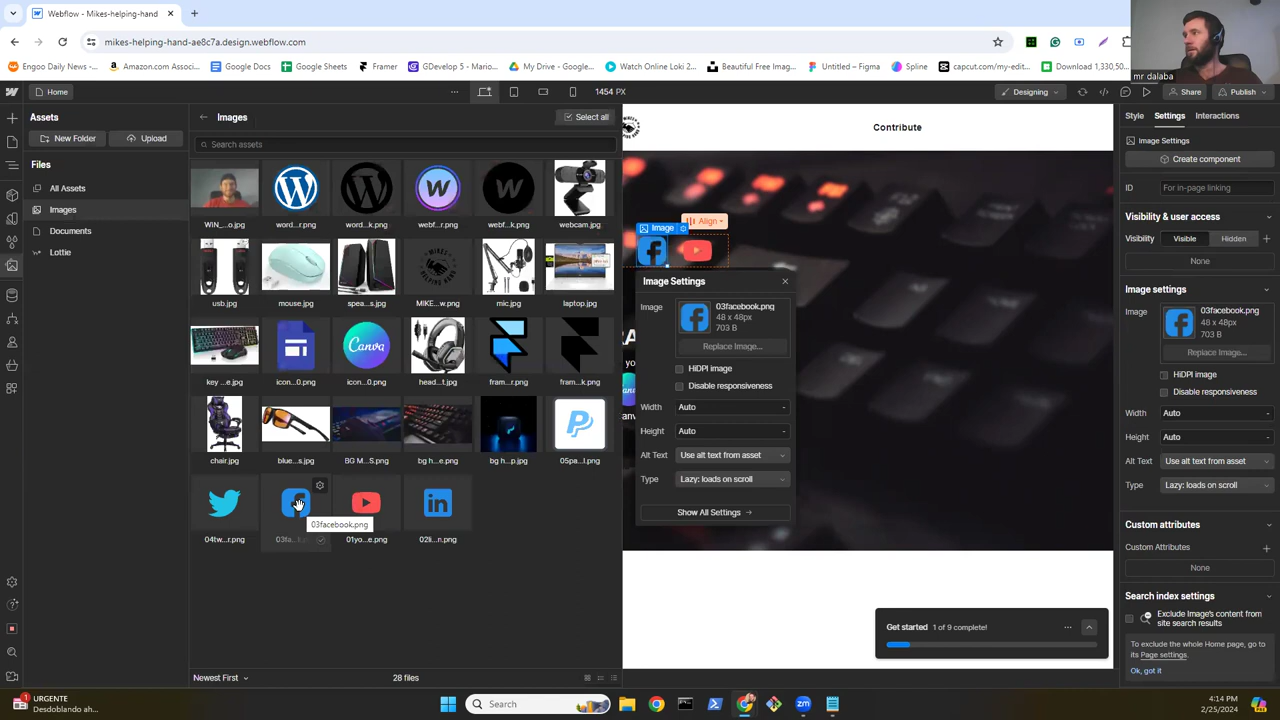 Webflow - Mikes-helping-hand
mikes-helping-hand-ae8c7a.design.webflow.com
Engoo Daily News -...
Amazon.com Associ...
Google Docs
Google Sheets
Framer
GDevelop 5 - Mario...
My Drive - Google...
Watch Online Loki 2...
Beautiful Free Imag...
Untitled – Figma
Spline
capcut.com/my-edit...
Download 1,330,50...
mr dalaba
Home
1454 PX
Designing
Share
Publish
Assets
New Folder
Upload
Files
All Assets
Images
Documents
Lottie
Images
Select all
Search assets
WiN_...o.jpg
word...r.png
word...k.png
webf...r.png
webf...k.png
webcam.jpg
usb.jpg
mouse.jpg
spea...s.jpg
MIKE...w.png
mic.jpg
laptop.jpg
key ...e.jpg
icon...0.png
icon...0.png
head...t.jpg
fram...r.png
fram...k.png
chair.jpg
blue...s.jpg
BG M...S.png
bg h...e.png
bg h...p.jpg
05pa...l.png
04tw...r.png
01yo...e.png
02li...n.png
03facebook.png
Newest First
28 files
Contribute
Align
Image
Image Settings
Image
03facebook.png
48 x 48px
703 B
Replace Image...
HiDPI image
Disable responsiveness
Width
Auto
-
Height
Auto
-
Alt Text
Use alt text from asset
Type
Lazy: loads on scroll
Show All Settings
Get started
1 of 9 complete!
Style
Settings
Interactions
Image Settings
Create component
ID
For in-page linking
Visibility & user access
Visibility
Visible
Hidden
None
Image settings
03facebook.png
48 x 48px
703 B
Replace Image...
HiDPI image
Disable responsiveness
Width
Auto
-
Height
Auto
-
Alt Text
Use alt text from asset
Type
Lazy: loads on scroll
Custom attributes
Custom Attributes
None
Search index settings
Exclude Image's content from
site search results
To exclude the whole Home page, go to
its Page settings.
Ok, got it
1
URGENTE
Desdoblando ah...
Search
zm
4:14 PM
2/25/2024